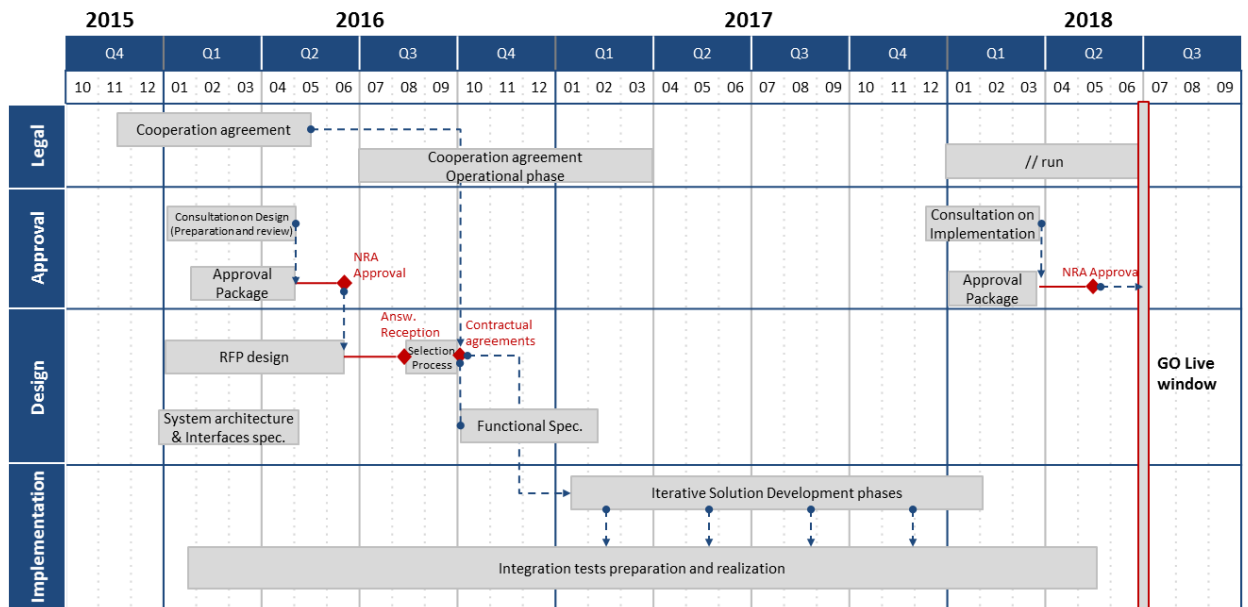 2015 2016 2017 2018
Q4 Q1 Q2 Q3 Q4 Q1 Q2 Q3 Q4 Q1 Q2 Q3
10 11 12 01 02 03 04 05 06 07 08 09 10 11 12 01 02 03 04 05 06 07 08 09 10 11 12 01 02 03 04 05 06 07 08 09
Legal
Cooperation agreement
Cooperation agreement
Operational phase
// run
Approval
Consultation on Design
(Preparation and review)
NRA
Approval
Approval
Package
Consultation on
Implementation
Approval
Package
NRA Approval
Design
RFP design
Answ.
Reception
Selection
Process
Contractual
agreements
System architecture
& Interfaces spec.
Functional Spec.
GO Live
window
Implementation
Iterative Solution Development phases
Integration tests preparation and realization